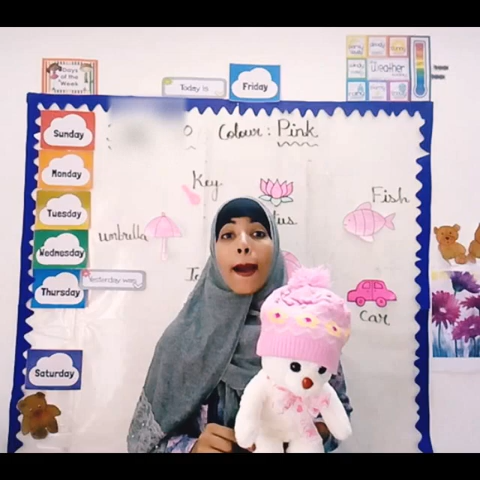 Days
of the
Week
Today is
Friday
Weather
Sunday
Monday
Tuesday
Wednesday
Thursday
Yesterday was
Saturday
Colour : Pink
Key
Fish
umbrella
Car